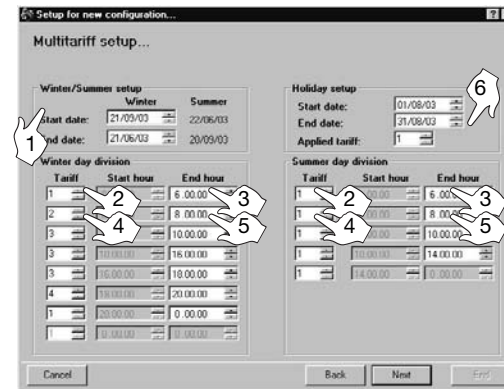 Setup for new configuration...
Multitariff setup...
Winter/Summer setup
Winter Summer
Start date: 21/09/03 22/06/03
End date: 21/06/03 20/09/03
1
Holiday setup
Start date: 01/08/03
End date: 31/08/03
Applied tariff: 1
6
Winter day division
Tariff Start hour End hour
1 6.00.00
2 3
2 8.00.00
4 5
3 10.00.00
3 10.00.00 16.00.00
3 16.00.00 18.00.00
4 18.00.00 20.00.00
1 20.00.00 0.00.00
1 0.00.00 0.00.00
Summer day division
Tariff Start hour End hour
1 6.00.00
2 3
1 8.00.00
4 5
1 10.00.00
1 10.00.00 14.00.00
1 14.00.00 0.00.00
Cancel Back Next End